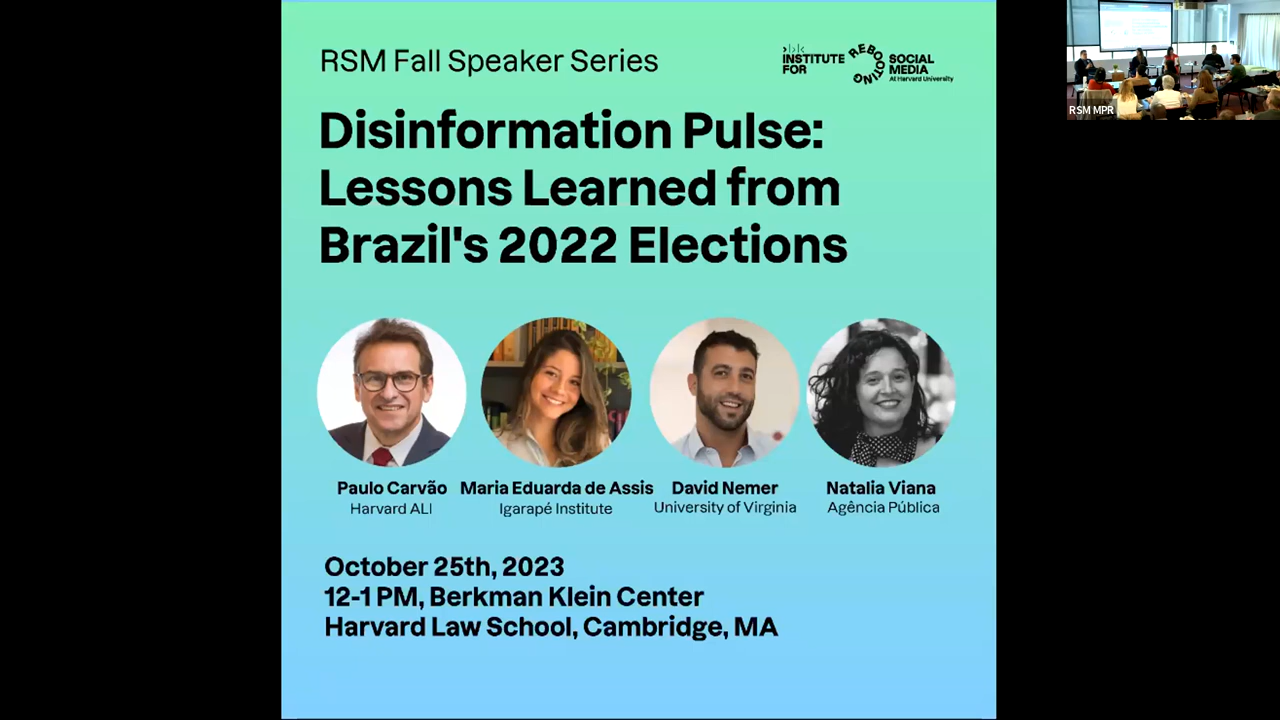 RSM Fall Speaker Series
bk
INSTITUTE
FOR
REBOOTING
SOCIAL
MEDIA
At Harvard University
Disinformation Pulse:
Lessons Learned from
Brazil's 2022 Elections
Paulo Carvão
Harvard ALI
Maria Eduarda de Assis
Igarapé Institute
David Nemer
University of Virginia
Natalia Viana
Agência Pública
October 25th, 2023
12-1 PM, Berkman Klein Center
Harvard Law School, Cambridge, MA
RSM MPR